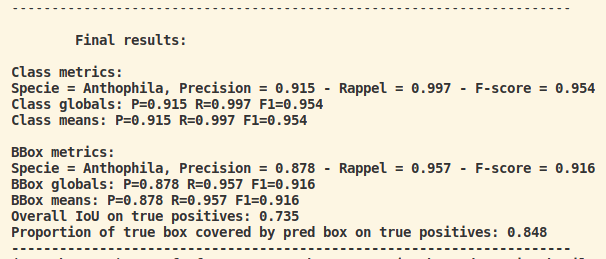 ----------------------------------------------------------------------
Final results:
Class metrics:
Specie = Anthophila, Precision = 0.915 - Rappel = 0.997 - F-score = 0.954
Class globals: P=0.915 R=0.997 F1=0.954
Class means: P=0.915 R=0.997 F1=0.954
BBox metrics:
Specie = Anthophila, Precision = 0.878 - Rappel = 0.957 - F-score = 0.916
BBox globals: P=0.878 R=0.957 F1=0.916
BBox means: P=0.878 R=0.957 F1=0.916
Overall IoU on true positives: 0.735
Proportion of true box covered by pred box on true positives: 0.848
----------------------------------------------------------------------